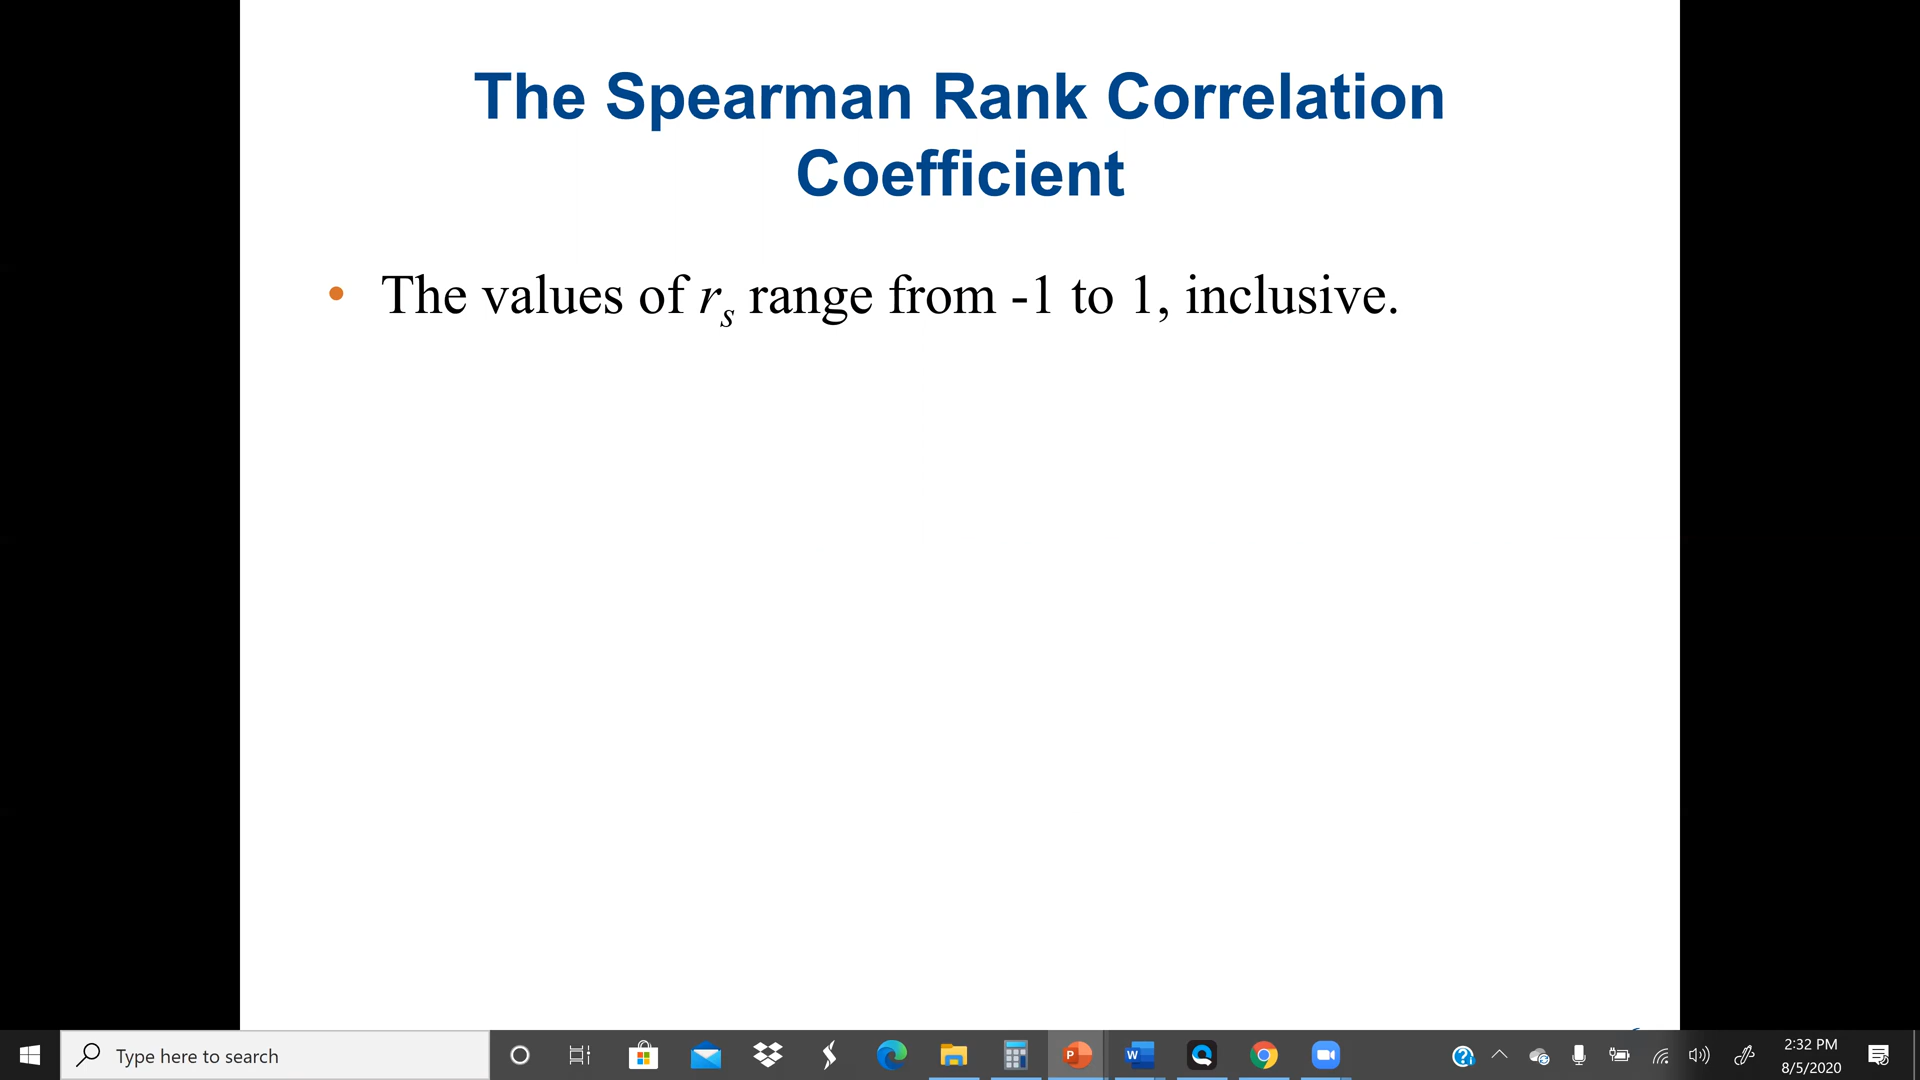 The Spearman Rank Correlation
Coefficient
• The values of rs range from -1 to 1, inclusive.
Type here to search
2:32 PM
8/5/2020